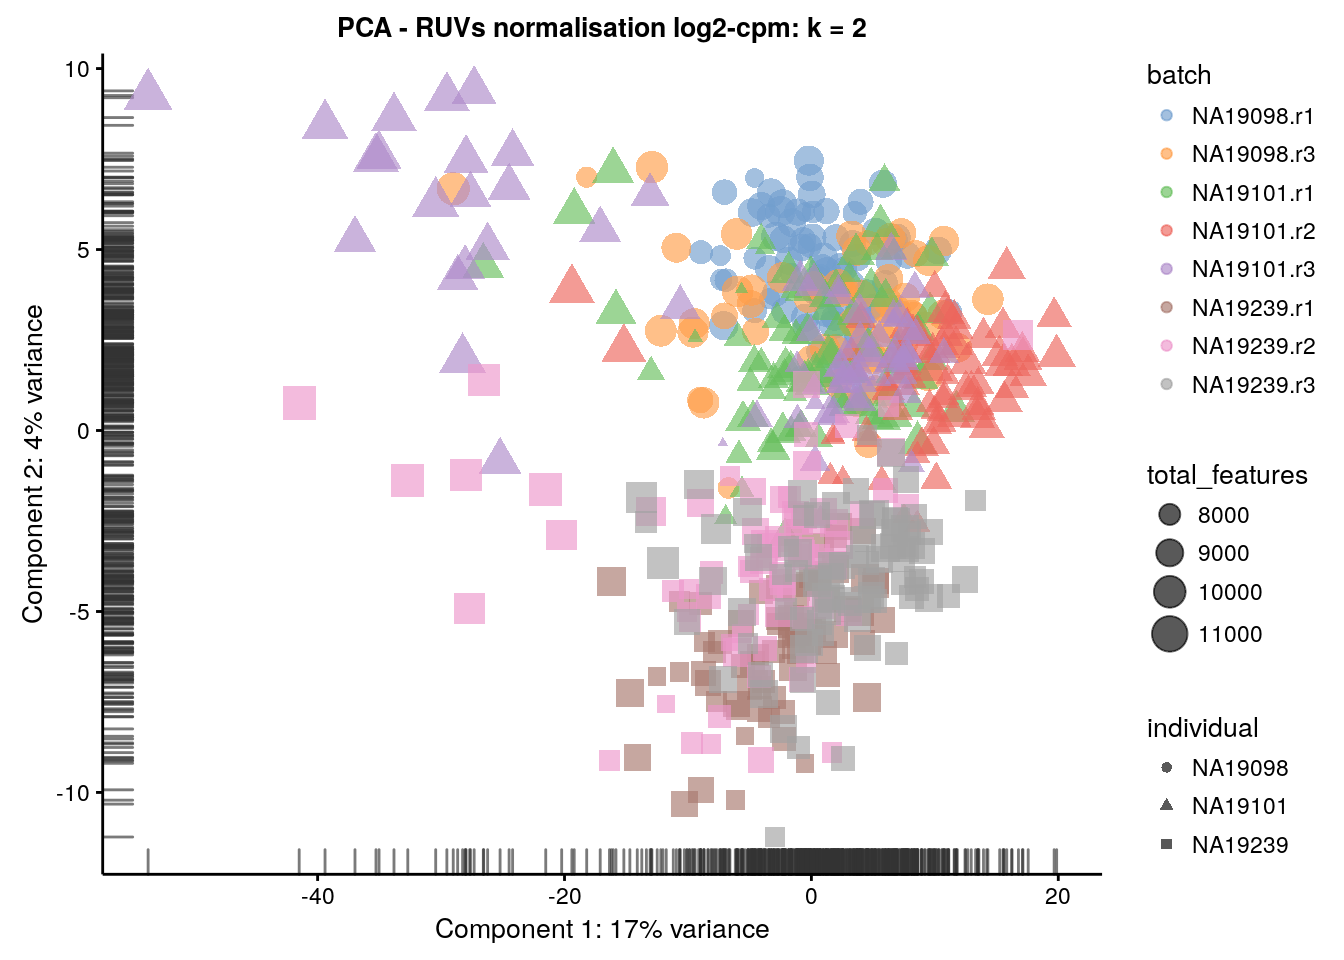 PCA - RUVs normalisation log2-cpm: k = 2
10
5
0
-5
-10
Component 2: 4% variance
-40
-20
0
20
Component 1: 17% variance
batch
NA19098.r1
NA19098.r3
NA19101.r1
NA19101.r2
NA19101.r3
NA19239.r1
NA19239.r2
NA19239.r3
total_features
8000
9000
10000
11000
individual
NA19098
NA19101
NA19239